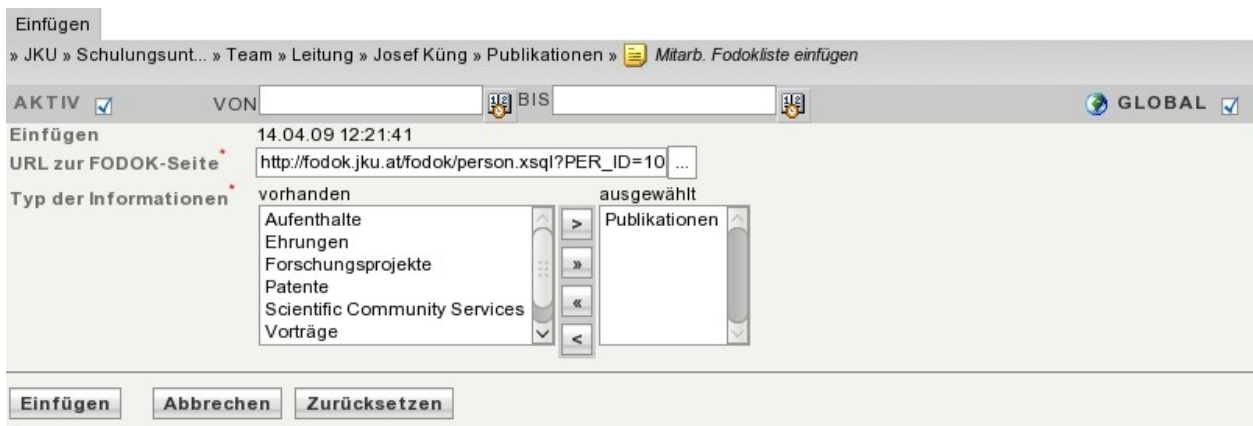 Einfügen
» JKU » Schulungsunt... » Team » Leitung » Josef Küng » Publikationen » Mitarb. Fodokliste einfügen
AKTIV VON BIS GLOBAL
Einfügen 14.04.09 12:21:41
URL zur FODOK-Seite* http://fodok.jku.at/fodok/person.xsql?PER_ID=10 ...
Typ der Informationen* vorhanden ausgewählt
Aufenthalte > Publikationen
Ehrungen
Forschungsprojekte »
Patente
Scientific Community Services «
Vorträge <
Einfügen Abbrechen Zurücksetzen